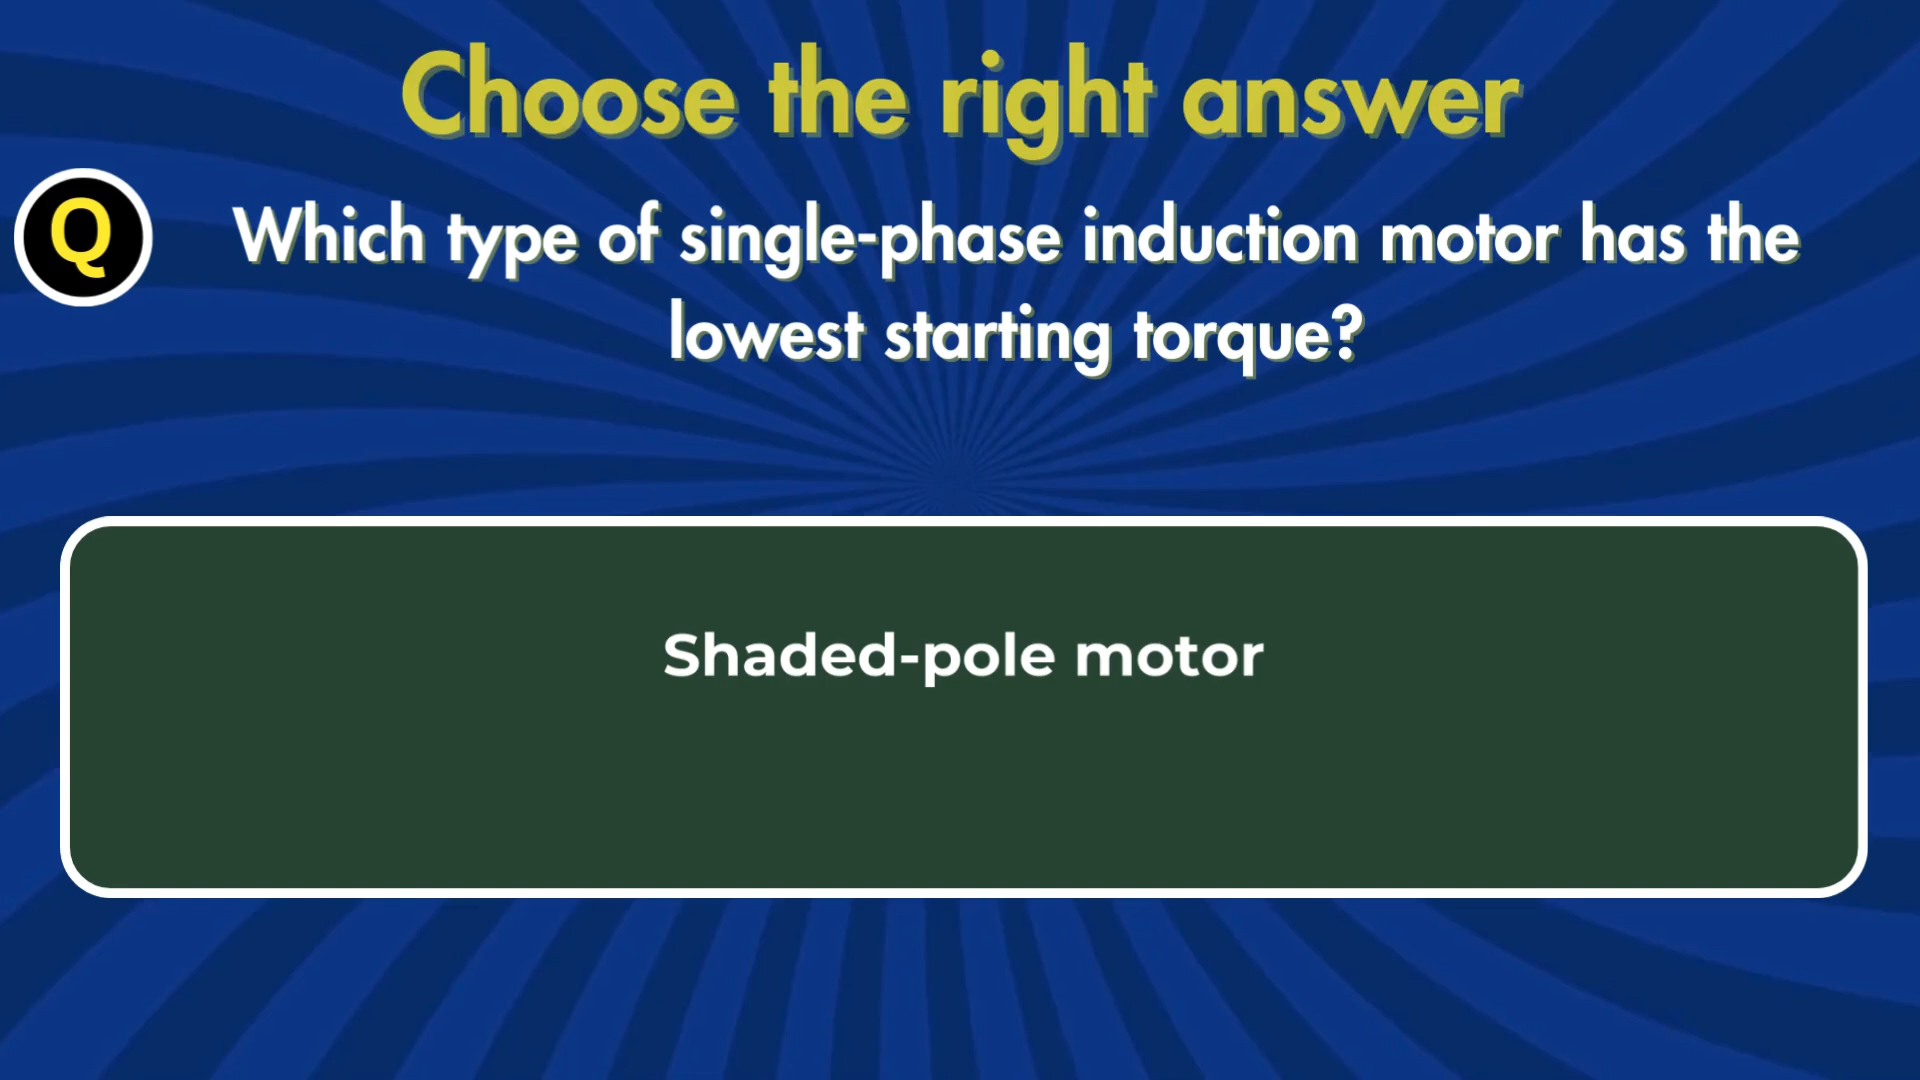 Choose the right answer
Q
Which type of single-phase induction motor has the
lowest starting torque?
Shaded-pole motor